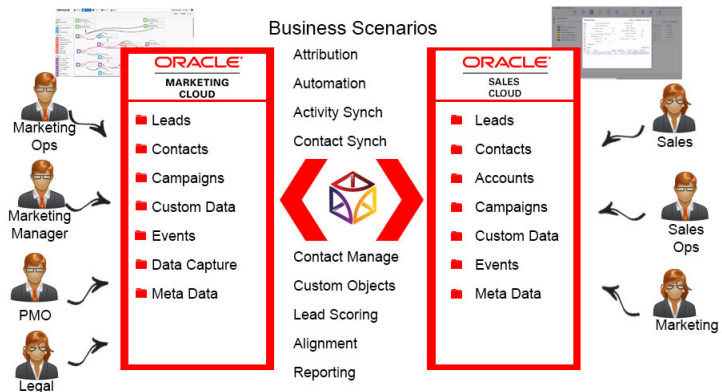 Business Scenarios
ORACLE'
MARKETING
CLOUD
Leads
Contacts
Campaigns
Custom Data
Events
Data Capture
Meta Data
Attribution
Automation
Activity Synch
Contact Synch
Contact Manage
Custom Objects
Lead Scoring
Alignment
Reporting
ORACLE'
SALES
CLOUD
Leads
Contacts
Accounts
Campaigns
Custom Data
Events
Meta Data
Marketing
Ops
Marketing
Manager
PMO
Legal
Sales
Sales
Ops
Marketing